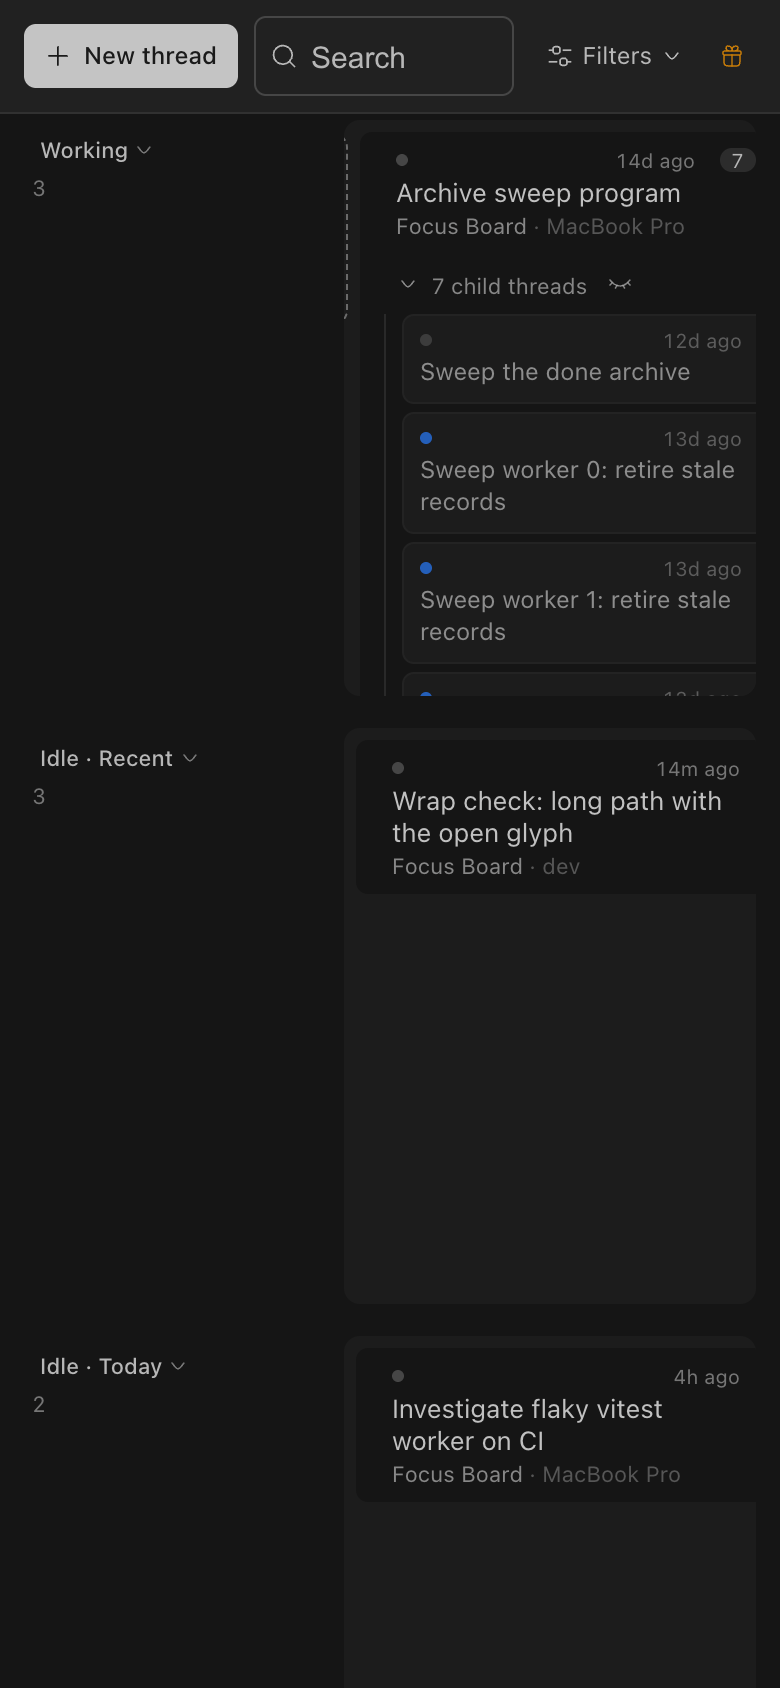 New thread
Search
Filters
Working
3
14d ago
7
Archive sweep program
Focus Board · MacBook Pro
7 child threads
12d ago
Sweep the done archive
13d ago
Sweep worker 0: retire stale
records
13d ago
Sweep worker 1: retire stale
records
Idle · Recent
3
14m ago
Wrap check: long path with
the open glyph
Focus Board · dev
Idle · Today
2
4h ago
Investigate flaky vitest
worker on CI
Focus Board · MacBook Pro